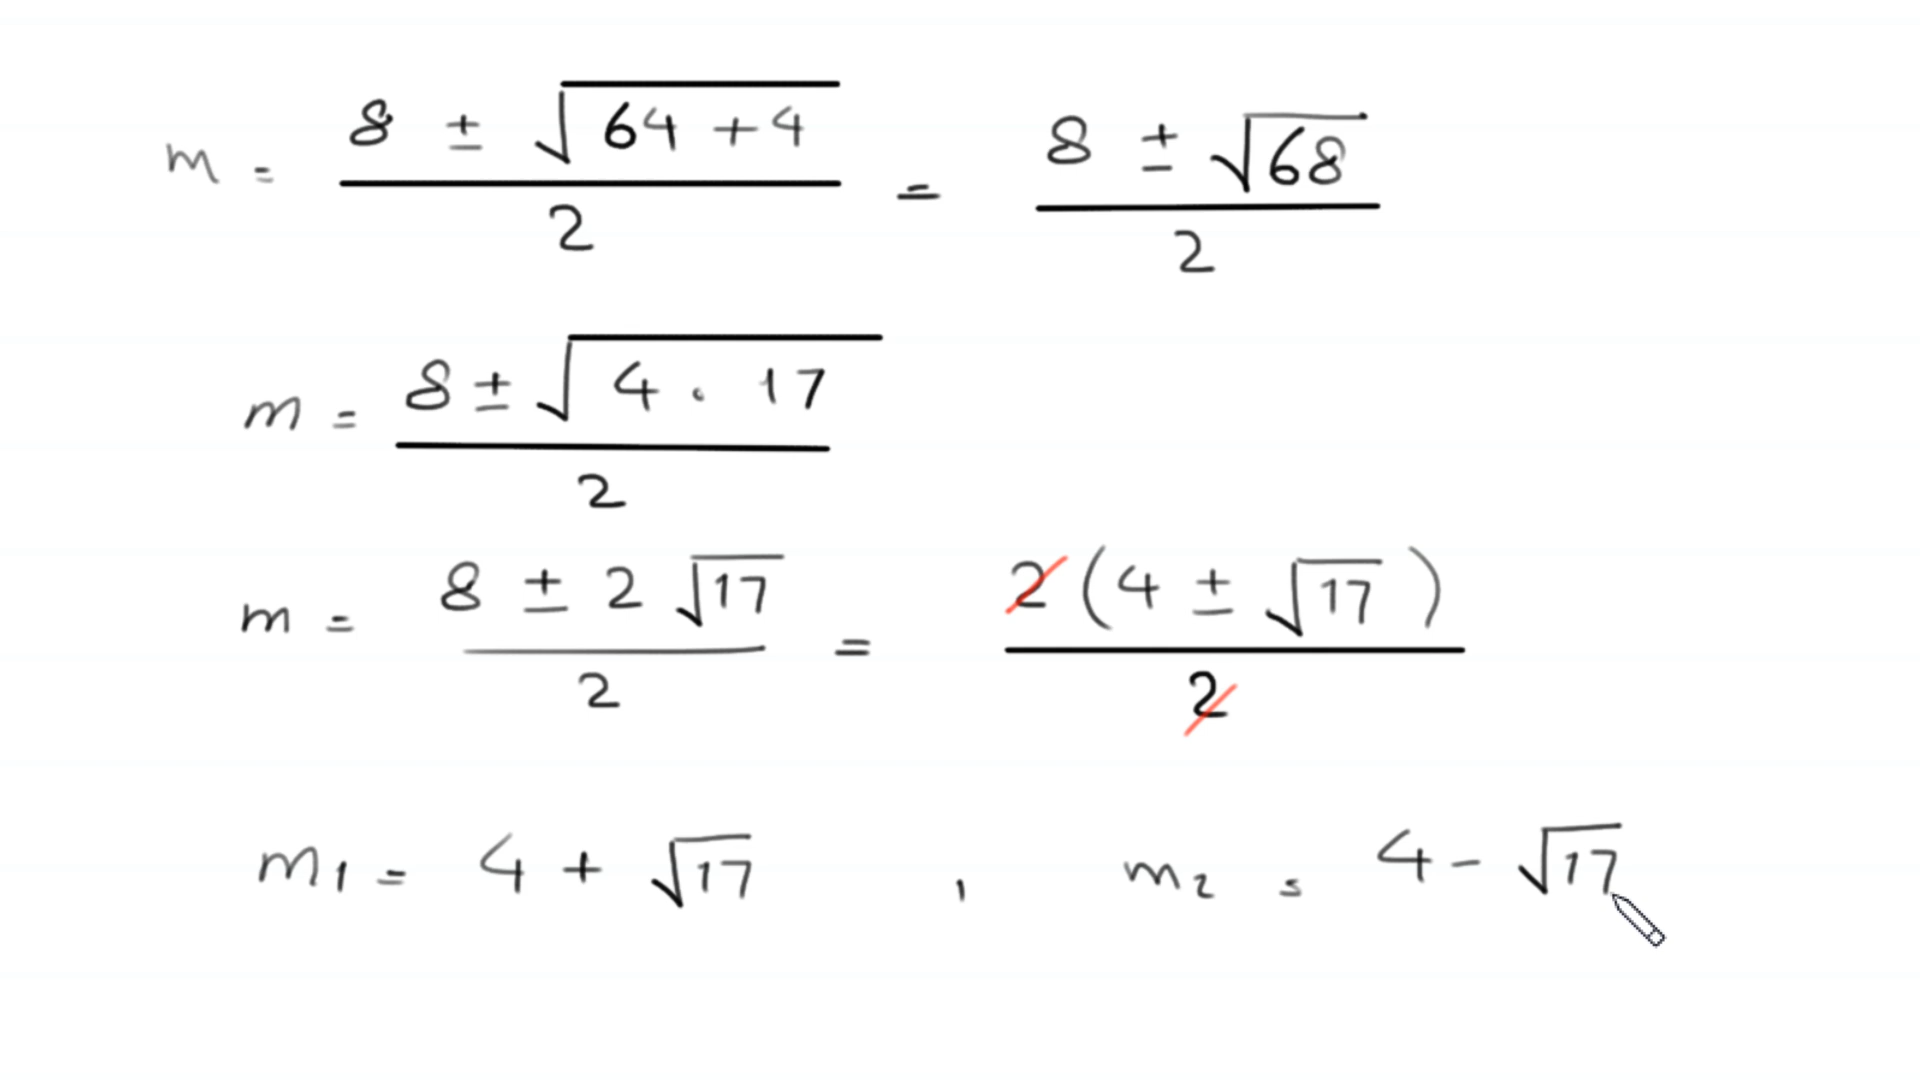 m = (8 ± √(64 + 4)) / 2 = (8 ± √68) / 2
m = (8 ± √(4 · 17)) / 2
m = (8 ± 2√17) / 2 = 2(4 ± √17) / 2
m₁ = 4 + √17 , m₂ = 4 - √17